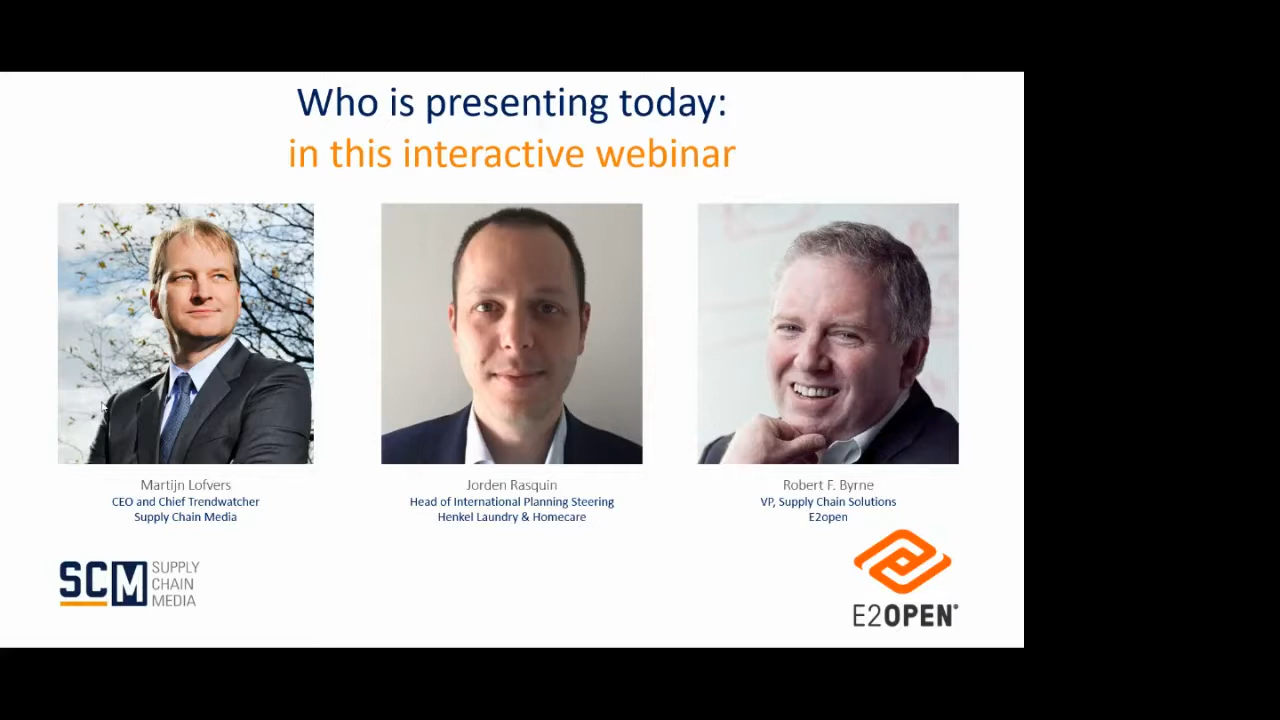 Who is presenting today:
in this interactive webinar
Martijn Lofvers
CEO and Chief Trendwatcher
Supply Chain Media
Jorden Rasquin
Head of International Planning Steering
Henkel Laundry & Homecare
Robert F. Byrne
VP, Supply Chain Solutions
E2open
SCM SUPPLY
CHAIN
MEDIA
E2OPEN®